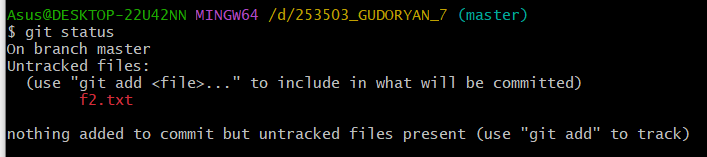 Asus@DESKTOP-22U42NN MINGW64 /d/253503_GUDORYAN_7 (master)
$ git status
On branch master
Untracked files:
  (use "git add <file>..." to include in what will be committed)
        f2.txt

nothing added to commit but untracked files present (use "git add" to track)